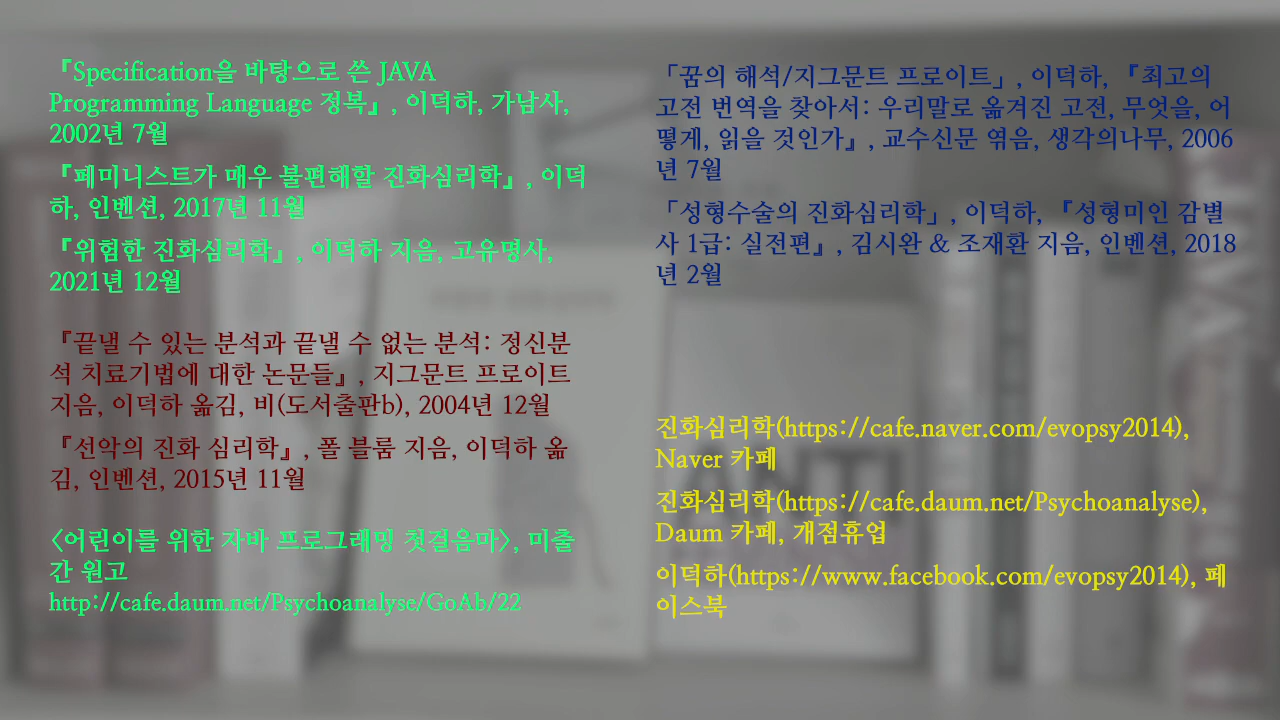 『Specification을 바탕으로 쓴 JAVA
Programming Language 정복』, 이덕하, 가남사,
2002년 7월
『페미니스트가 매우 불편해할 진화심리학』, 이덕
하, 인벤션, 2017년 11월
『위험한 진화심리학』, 이덕하 지음, 고유명사,
2021년 12월
『끝낼 수 있는 분석과 끝낼 수 없는 분석: 정신분
석 치료기법에 대한 논문들』, 지그문트 프로이트
지음, 이덕하 옮김, 비(도서출판b), 2004년 12월
『선악의 진화 심리학』, 폴 블룸 지음, 이덕하 옮
김, 인벤션, 2015년 11월
<어린이를 위한 자바 프로그래밍 첫걸음마>, 미출
간 원고
http://cafe.daum.net/Psychoanalyse/GoAb/22
「꿈의 해석/지그문트 프로이트」, 이덕하, 『최고의
고전 번역을 찾아서: 우리말로 옮겨진 고전, 무엇을, 어
떻게, 읽을 것인가』, 교수신문 엮음, 생각의나무, 2006
년 7월
「성형수술의 진화심리학」, 이덕하, 『성형미인 감별
사 1급: 실전편』, 김시완 & 조재환 지음, 인벤션, 2018
년 2월
진화심리학(https://cafe.naver.com/evopsy2014),
Naver 카페
진화심리학(https://cafe.daum.net/Psychoanalyse),
Daum 카페, 개점휴업
이덕하(https://www.facebook.com/evopsy2014), 페
이스북